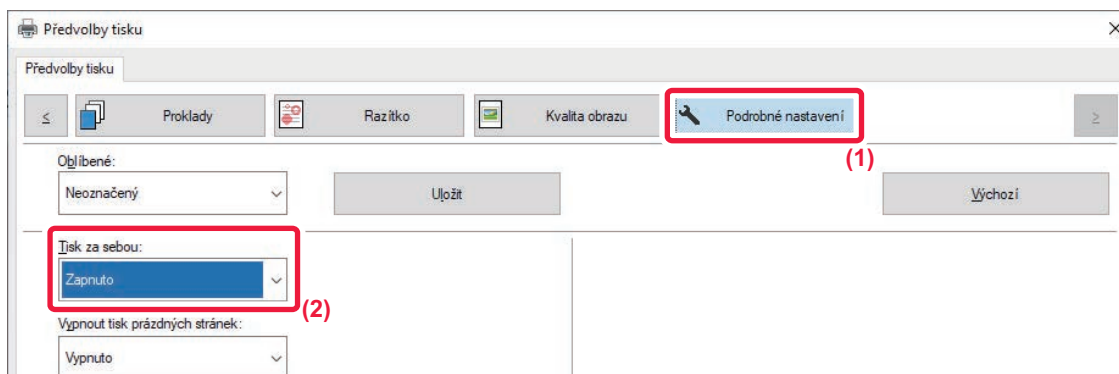 Předvolby tisku
Předvolby tisku
< Proklady Razítko Kvalita obrazu Podrobné nastavení >
(1)
Oblíbené:
Neoznačený Uložit Výchozí
Tisk za sebou:
Zapnuto
(2)
Vypnout tisk prázdných stránek:
Vypnuto